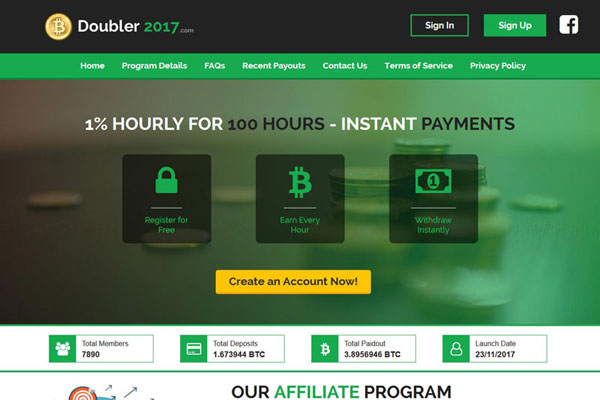 Doubler 2017.com
Sign In
Sign Up
Home Program Details FAQs Recent Payouts Contact Us Terms of Service Privacy Policy
1% HOURLY FOR 100 HOURS - INSTANT PAYMENTS
Register for
Free
Earn Every
Hour
Withdraw
Instantly
Create an Account Now!
Total Members
7890
Total Deposits
1.673944 BTC
Total Paidout
3.8956946 BTC
Launch Date
23/11/2017
OUR AFFILIATE PROGRAM